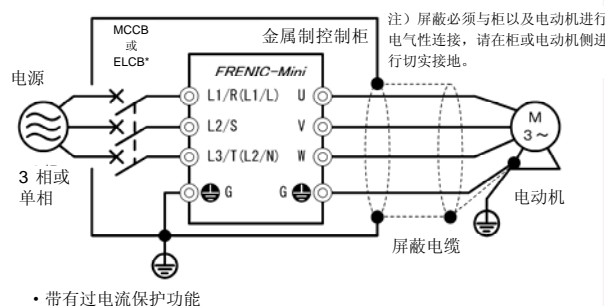 MCCB
或
ELCB*
金属制控制柜
注）屏蔽必须与柜以及电动机进行
电气性连接，请在柜或电动机侧进
行切实接地。
电源
FRENIC-Mini
L1/R(L1/L) U
L2/S V
L3/T(L2/N) W
G G
M
3~
3 相或
单相
电动机
屏蔽电缆
・带有过电流保护功能